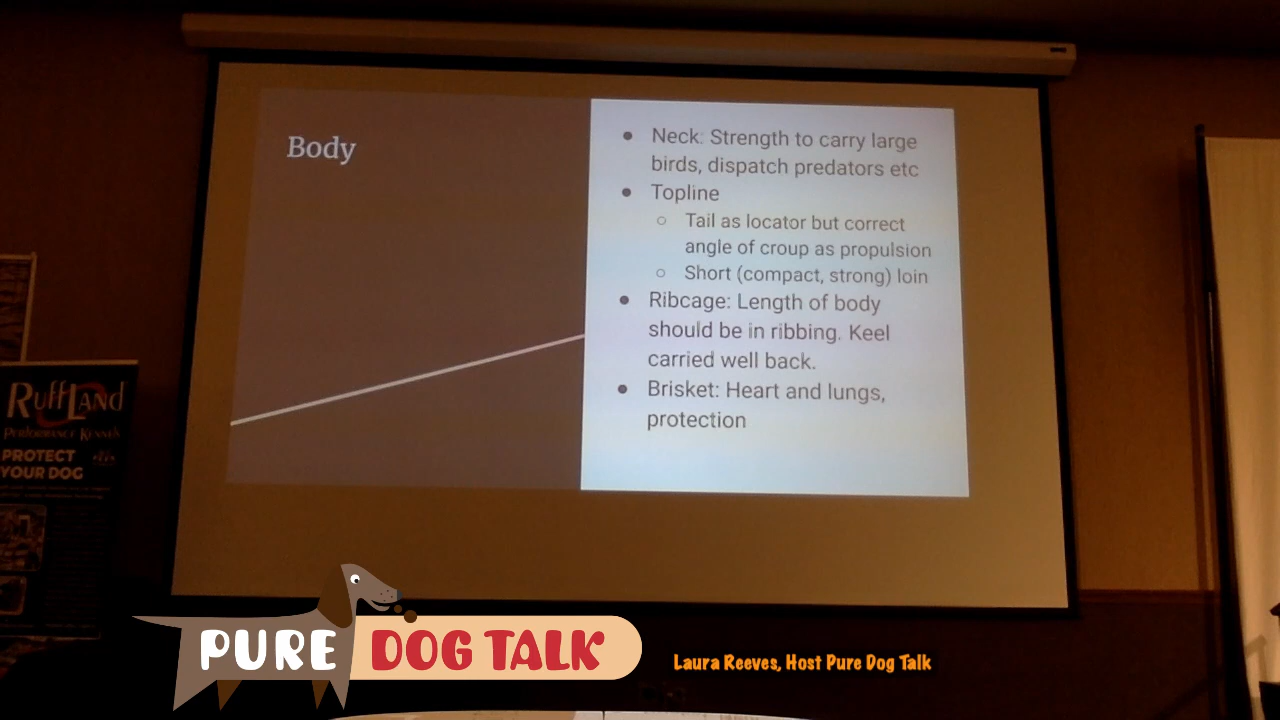 Body
• Neck: Strength to carry large
birds, dispatch predators etc
• Topline
○ Tail as locator but correct
angle of croup as propulsion
○ Short (compact, strong) loin
• Ribcage: Length of body
should be in ribbing. Keel
carried well back.
• Brisket: Heart and lungs,
protection
RUFFLAND
PERFORMANCE KENNELS
PROTECT
YOUR DOG
PURE DOG TALK
Laura Reeves, Host Pure Dog Talk